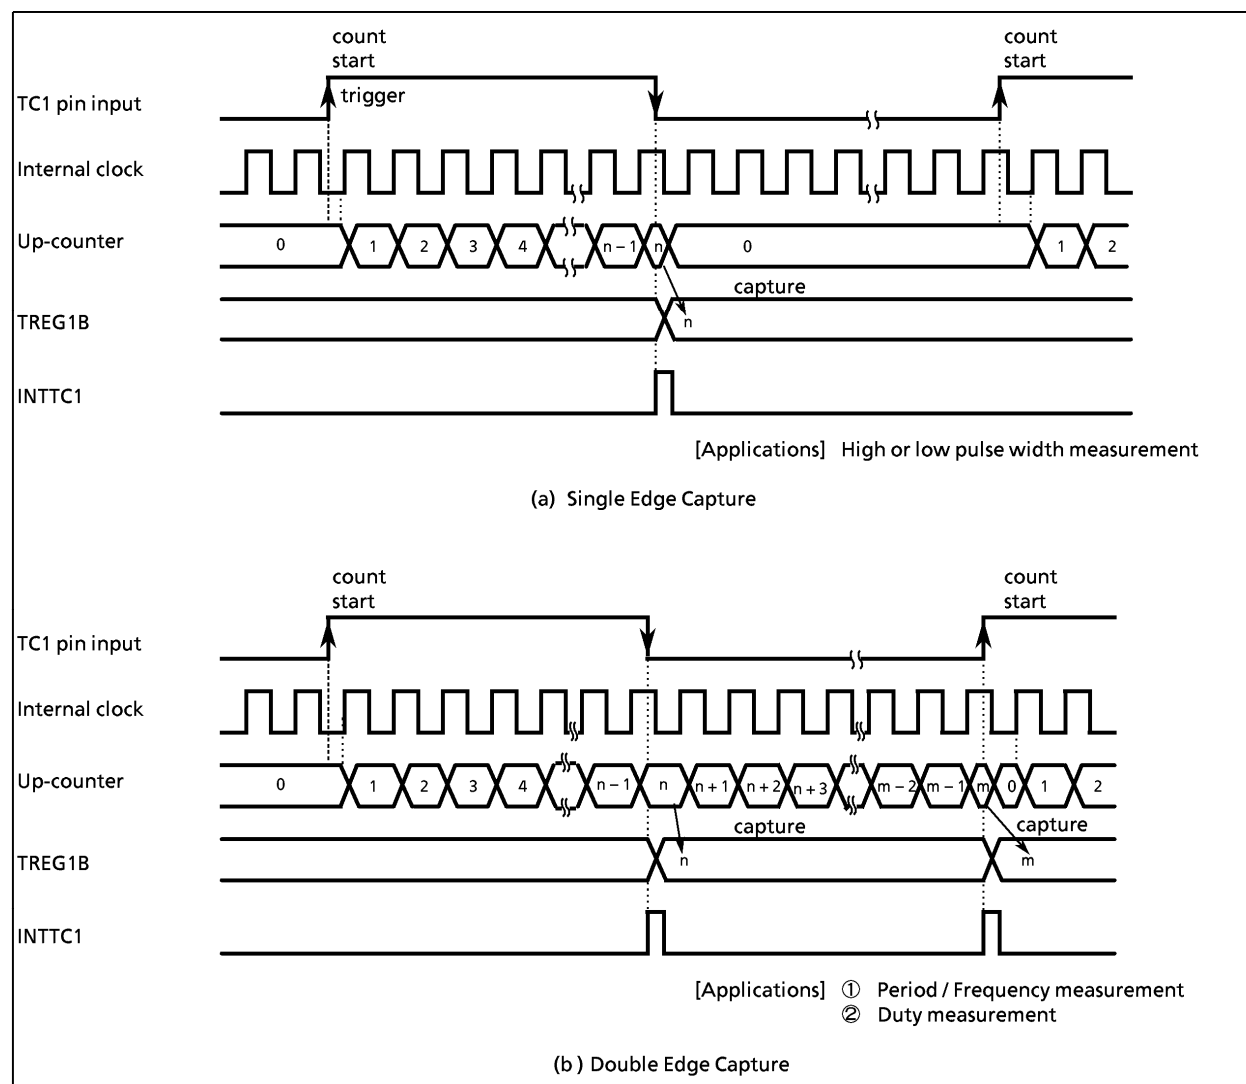 count count
start start
trigger
TC1 pin input
Internal clock
Up-counter 0 1 2 3 4 n – 1 n 0 1 2
capture
TREG1B n
INTTC1
[Applications] High or low pulse width measurement
(a) Single Edge Capture
count count
start start
TC1 pin input
Internal clock
Up-counter 0 1 2 3 4 n – 1 n n + 1 n + 2 n + 3 m – 2 m – 1 m 0 1 2
capture capture
TREG1B n m
INTTC1
[Applications] ① Period / Frequency measurement
② Duty measurement
(b) Double Edge Capture